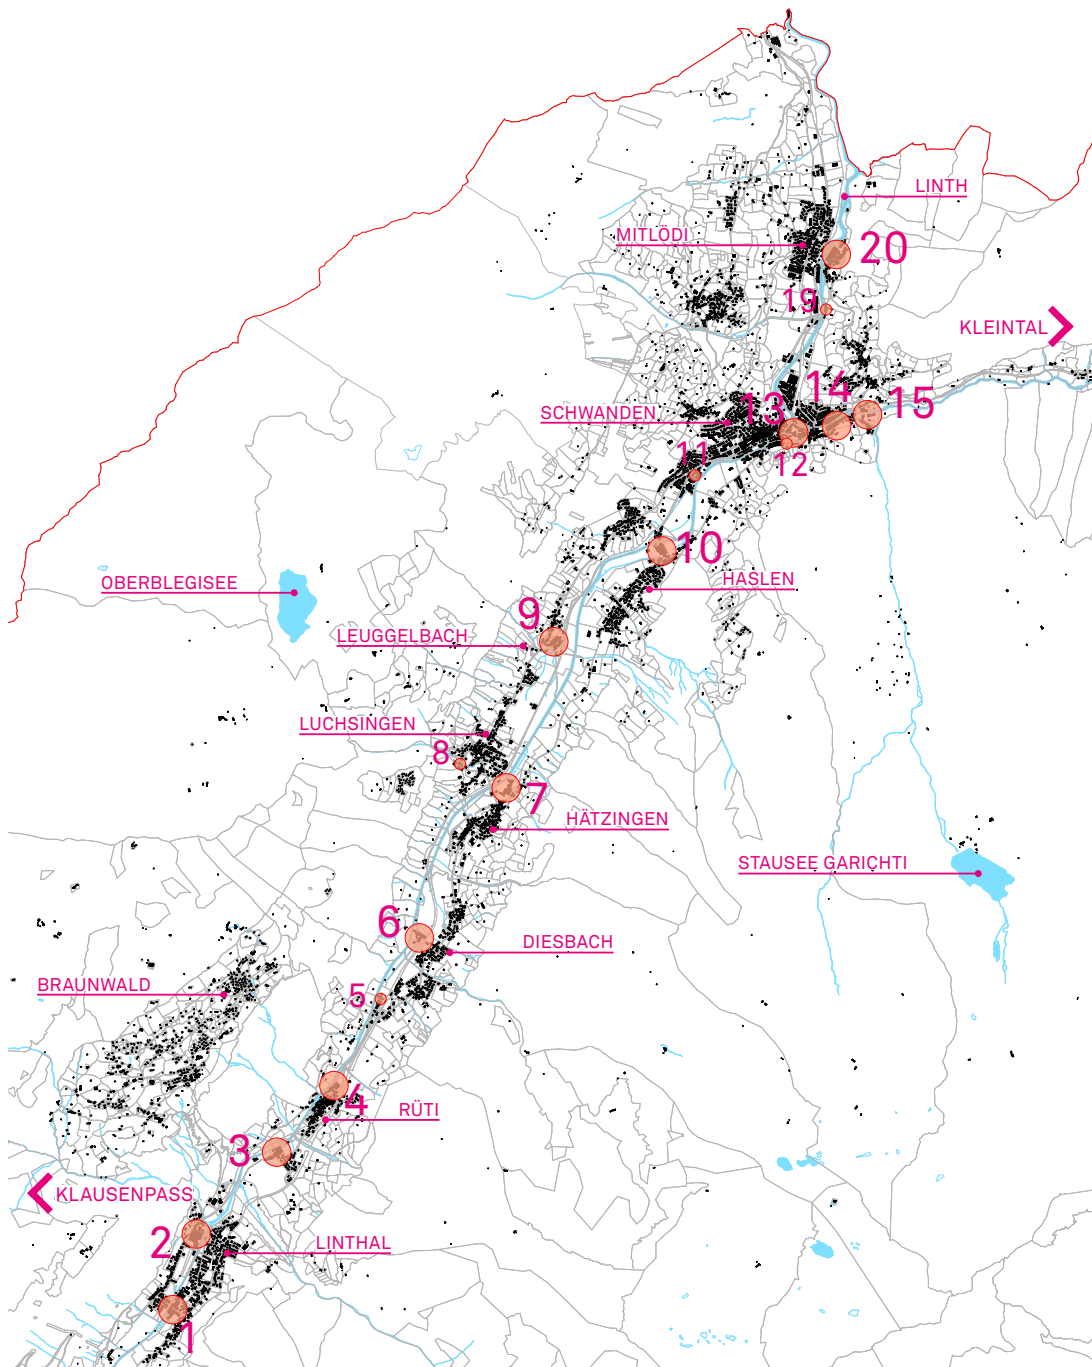 LINTH
MITLÖDI
20
19
KLEINTAL
14
13
15
SCHWANDEN
11
12
10
OBERBLEGISEE
HASLEN
9
LEUGGELBACH
LUCHSINGEN
8
7
HÄTZINGEN
STAUSEE GARICHTI
6
DIESBACH
BRAUNWALD
5
4
RÜTI
3
KLAUSENPASS
2
LINTHAL
1